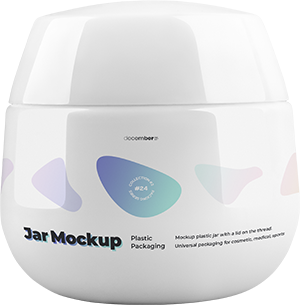 #24
Jar Mockup
Plastic
Packaging
Mockup plastic jar with a lid on the thread
Universal packaging for cosmetic, medical, sports